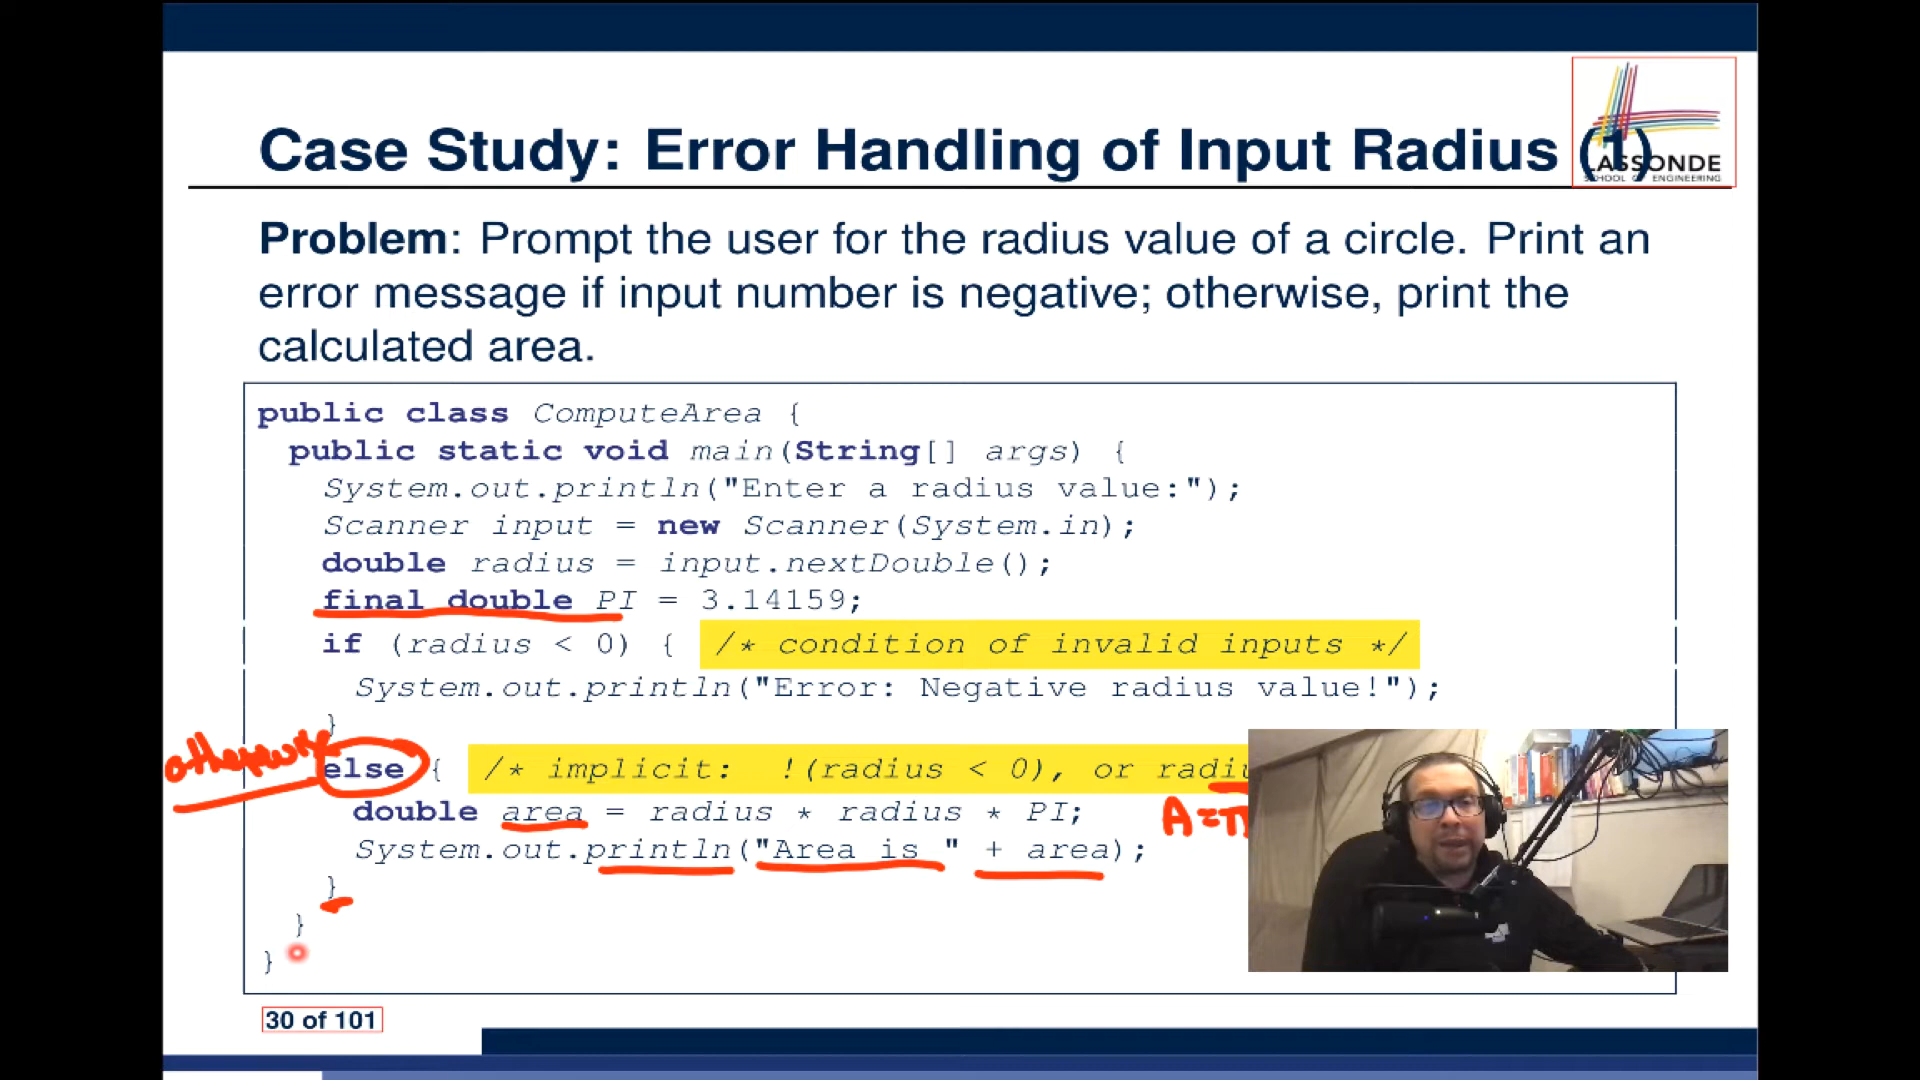 Case Study: Error Handling of Input Radius (1)
LASSONDE
SCHOOL OF ENGINEERING
Problem: Prompt the user for the radius value of a circle. Print an
error message if input number is negative; otherwise, print the
calculated area.
public class ComputeArea {
public static void main(String[] args) {
System.out.println("Enter a radius value:");
Scanner input = new Scanner(System.in);
double radius = input.nextDouble();
final double PI = 3.14159;
if (radius < 0) { /* condition of invalid inputs */
System.out.println("Error: Negative radius value!");
}
otherwise
else { /* implicit: !(radius < 0), or radiu
double area = radius * radius * PI;
A=π
System.out.println("Area is " + area);
}
}
}
30 of 101